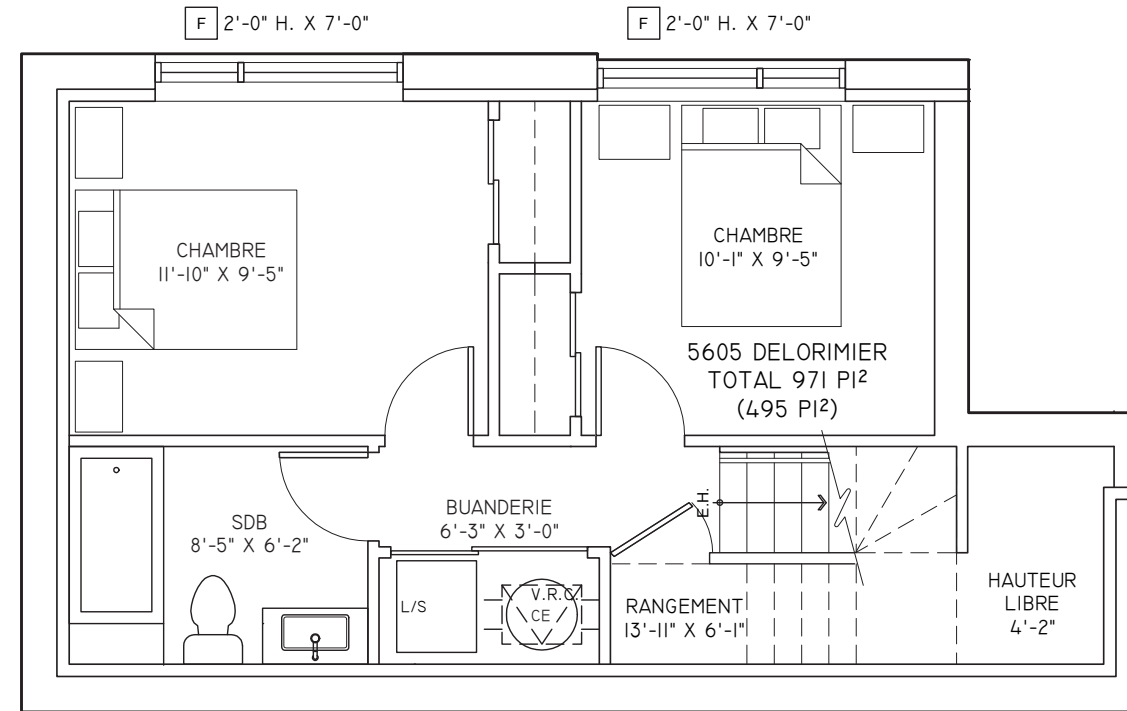 F 2'-0" H. X 7'-0"
F 2'-0" H. X 7'-0"
CHAMBRE
11'-10" X 9'-5"
CHAMBRE
10'-1" X 9'-5"
5605 DELORIMIER
TOTAL 971 PI²
(495 PI²)
E.H.
BUANDERIE
6'-3" X 3'-0"
SDB
8'-5" X 6'-2"
L/S
V.R.C.
CE
RANGEMENT
13'-11" X 6'-1"
HAUTEUR
LIBRE
4'-2"